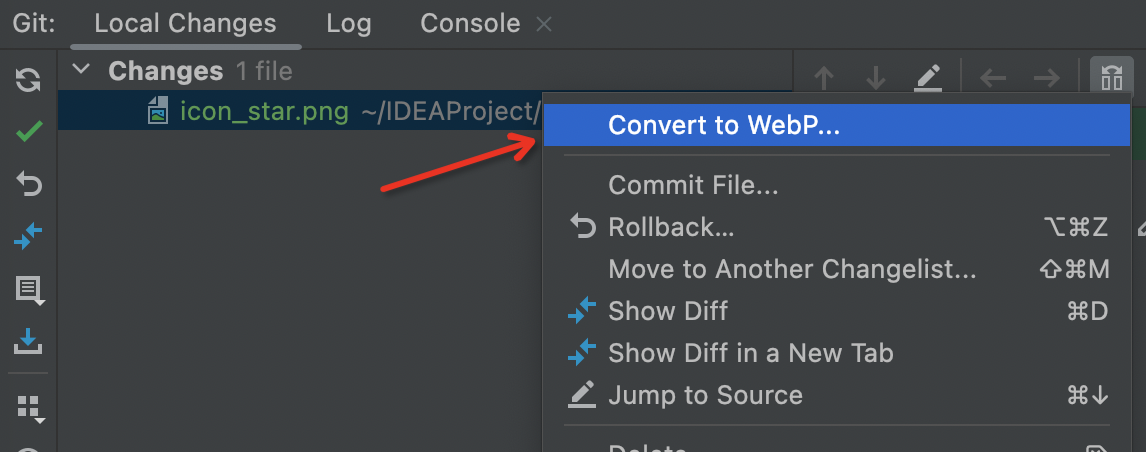 Git: Local Changes Log Console
Changes 1 file
icon_star.png ~/IDEAProject/
Convert to WebP...
Commit File...
Rollback... ⌥⌘Z
Move to Another Changelist... ⇧⌘M
Show Diff ⌘D
Show Diff in a New Tab
Jump to Source ⌘↓
Delete...